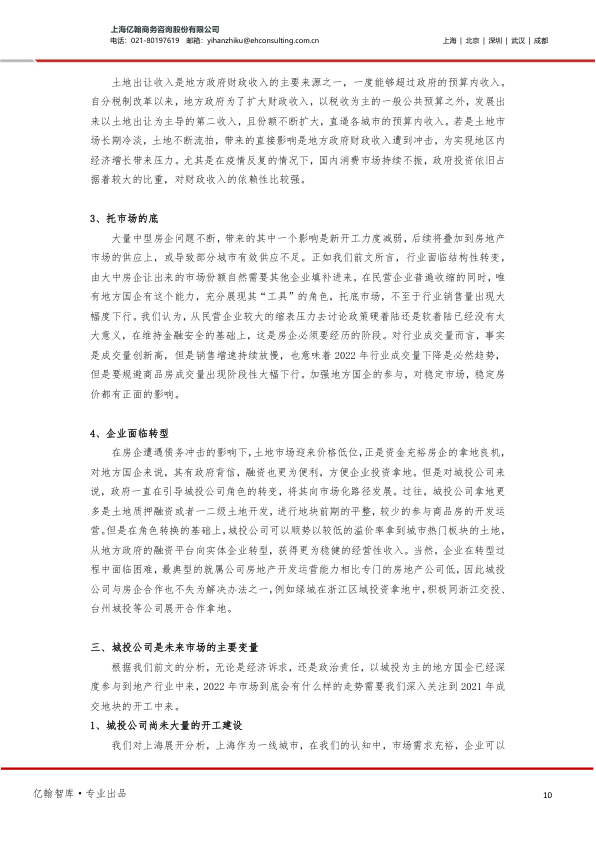 上海亿翰商务咨询股份有限公司
电话：021-80197619 邮箱：yihanzhiku@ehconsulting.com.cn
上海 | 北京 | 深圳 | 武汉 | 成都
土地出让收入是地方政府财政收入的主要来源之一，一度能够超过政府的预算内收入。
自分税制改革以来，地方政府为了扩大财政收入，以税收为主的一般公共预算之外，发展出
来以土地出让为主导的第二收入，且份额不断扩大，直逼各城市的预算内收入。若是土地市
场长期冷淡，土地不断流拍，带来的直接影响是地方政府财政收入遭到冲击，为实现地区内
经济增长带来压力。尤其是在疫情反复的情况下，国内消费市场持续不振，政府投资依旧占
据着较大的比重，对财政收入的依赖性比较强。
3、托市场的底
大量中型房企问题不断，带来的其中一个影响是新开工力度减弱，后续将叠加到房地产
市场的供应上，或导致部分城市有效供应不足。正如我们前文所言，行业面临结构性转变，
由大中房企让出来的市场份额自然需要其他企业填补进来，在民营企业普遍收缩的同时，唯
有地方国企有这个能力，充分展现其“工具”的角色，托底市场，不至于行业销售量出现大
幅度下行。我们认为，从民营企业较大的缩表压力去讨论政策硬着陆还是软着陆已经没有太
大意义，在维持金融安全的基础上，这是房企必须要经历的阶段。对行业成交量而言，事实
是成交量创新高，但是销售增速持续放慢，也意味着 2022 年行业成交量下降是必然趋势，
但是要规避商品房成交量出现阶段性大幅下行。加强地方国企的参与，对稳定市场，稳定房
价都有正面的影响。
4、企业面临转型
在房企遭遇债务冲击的影响下，土地市场迎来价格低位，正是资金充裕房企的拿地良机，
对地方国企来说，其有政府背信，融资也更为便利，方便企业投资拿地。但是对城投公司来
说，政府一直在引导城投公司角色的转变，将其向市场化路径发展。过往，城投公司拿地更
多是土地质押融资或者一二级土地开发，进行地块前期的平整，较少的参与商品房的开发运
营。但是在角色转换的基础上，城投公司可以顺势以较低的溢价率拿到城市热门板块的土地，
从地方政府的融资平台向实体企业转型，获得更为稳健的经营性收入。当然，企业在转型过
程中面临困难，最典型的就属公司房地产开发运营能力相比专门的房地产公司低，因此城投
公司与房企合作也不失为解决办法之一，例如绿城在浙江区域投资拿地中，积极同浙江交投、
台州城投等公司展开合作拿地。
三、城投公司是未来市场的主要变量
根据我们前文的分析，无论是经济诉求，还是政治责任，以城投为主的地方国企已经深
度参与到地产行业中来，2022 年市场到底会有什么样的走势需要我们深入关注到 2021 年成
交地块的开工中来。
1、城投公司尚未大量的开工建设
我们对上海展开分析，上海作为一线城市，在我们的认知中，市场需求充裕，企业可以
亿翰智库·专业出品
10